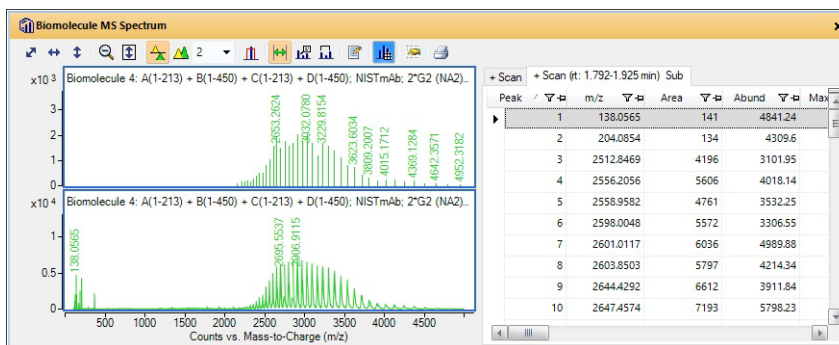 Biomolecule MS Spectrum
2
x10 3
Biomolecule 4: A(1-213) + B(1-450) + C(1-213) + D(1-450); NISTmAb; 2*G2 (NA2)...
3
2
1
0
2653.2624
3032.0780
3229.8154
3623.6034
3809.2007
4015.1712
4369.1284
4642.3571
4952.3182
x10 4
Biomolecule 4: A(1-213) + B(1-450) + C(1-213) + D(1-450); NISTmAb; 2*G2 (NA2)...
1
0.5
0
138.0565
2695.5537
2906.9115
500 1000 1500 2000 2500 3000 3500 4000 4500
Counts vs. Mass-to-Charge (m/z)
+ Scan + Scan (rt: 1.792-1.925 min) Sub
Peak m/z Area Abund Max
1 138.0565 141 4841.24
2 204.0854 134 4309.6
3 2512.8469 4196 3101.95
4 2556.2056 5606 4018.14
5 2558.9582 4761 3532.25
6 2598.0048 5572 3306.55
7 2601.0117 6036 4989.88
8 2603.8503 5797 4214.34
9 2644.4292 6612 3911.84
10 2647.4574 7193 5798.23